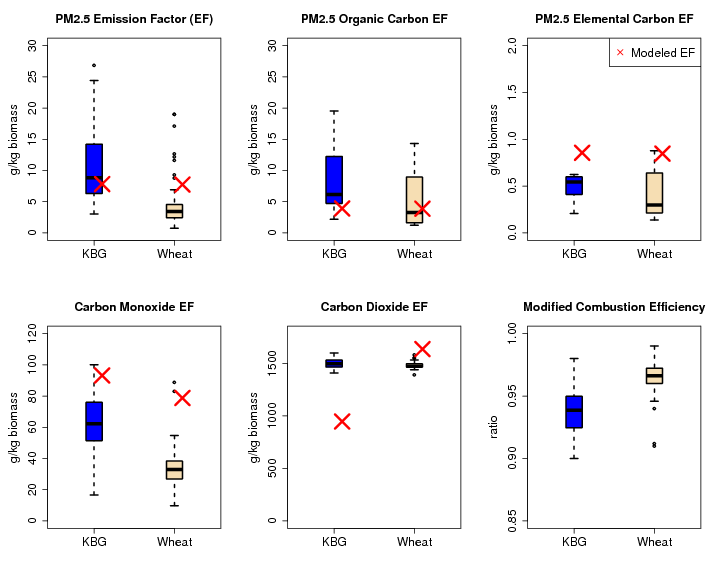 PM2.5 Emission Factor (EF)
g/kg biomass
0 5 10 15 20 25 30
KBG Wheat
PM2.5 Organic Carbon EF
g/kg biomass
0 5 10 15 20 25 30
KBG Wheat
PM2.5 Elemental Carbon EF
g/kg biomass
0.0 0.5 1.0 1.5 2.0
Modeled EF
KBG Wheat
Carbon Monoxide EF
g/kg biomass
0 20 40 60 80 100 120
KBG Wheat
Carbon Dioxide EF
g/kg biomass
0 500 1000 1500
KBG Wheat
Modified Combustion Efficiency
ratio
0.85 0.90 0.95 1.00
KBG Wheat